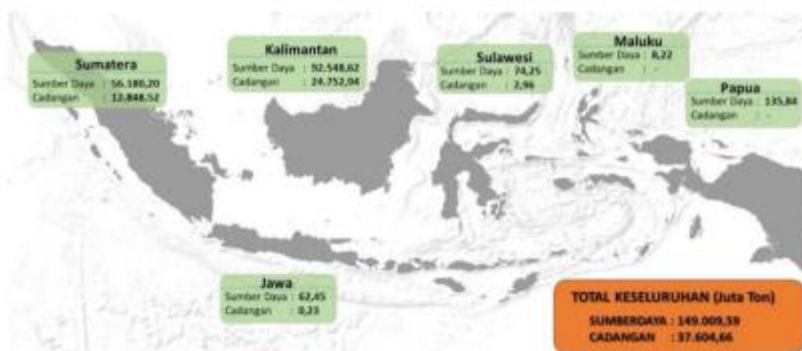 Sumatera
Sumber Daya : 56.180,20
Cadangan : 12.848,52
Kalimantan
Sumber Daya : 92.548,62
Cadangan : 24.752,94
Sulawesi
Sumber Daya : 74,25
Cadangan : 2,96
Maluku
Sumber Daya : 8,22
Cadangan : -
Papua
Sumber Daya : 135,84
Cadangan : -
Jawa
Sumber Daya : 62,45
Cadangan : 0,23
TOTAL KESELURUHAN (Juta Ton)
SUMBERDAYA : 149.009,59
CADANGAN : 37.604,66